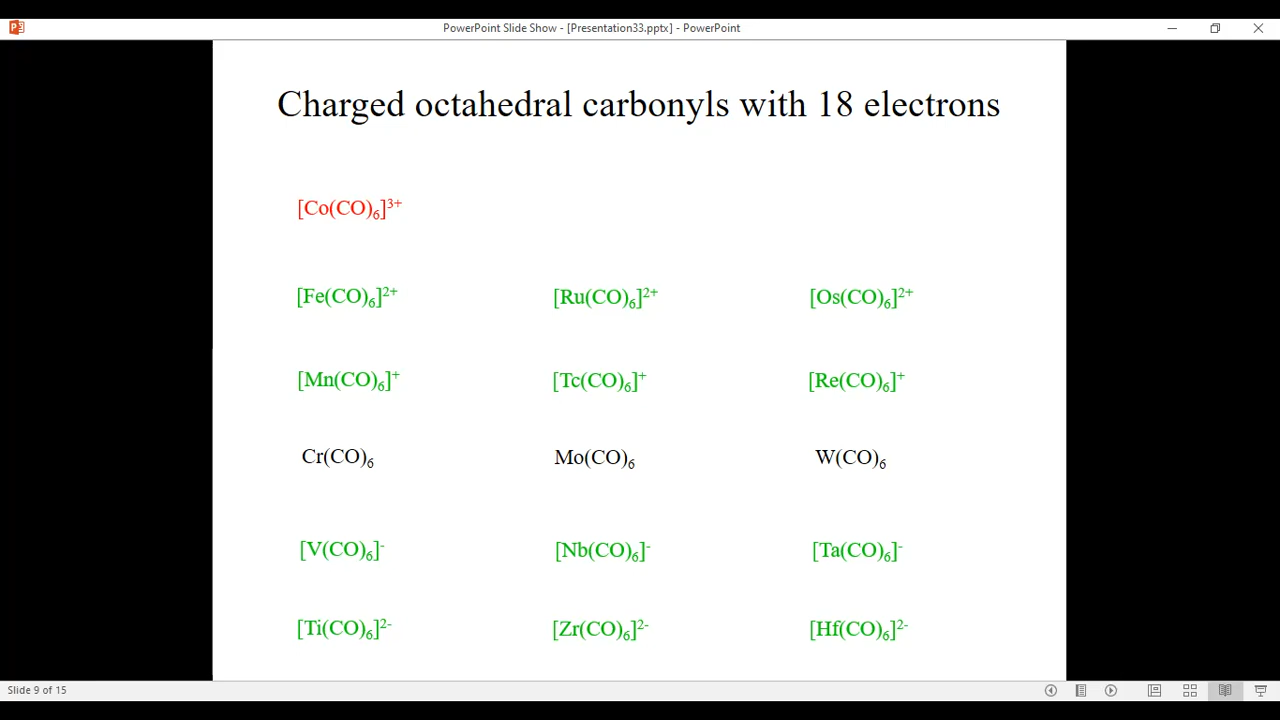 PowerPoint Slide Show - [Presentation33.pptx] - PowerPoint
Charged octahedral carbonyls with 18 electrons
[Co(CO)₆]³⁺
[Fe(CO)₆]²⁺ [Ru(CO)₆]²⁺ [Os(CO)₆]²⁺
[Mn(CO)₆]⁺ [Tc(CO)₆]⁺ [Re(CO)₆]⁺
Cr(CO)₆ Mo(CO)₆ W(CO)₆
[V(CO)₆]⁻ [Nb(CO)₆]⁻ [Ta(CO)₆]⁻
[Ti(CO)₆]²⁻ [Zr(CO)₆]²⁻ [Hf(CO)₆]²⁻
Slide 9 of 15